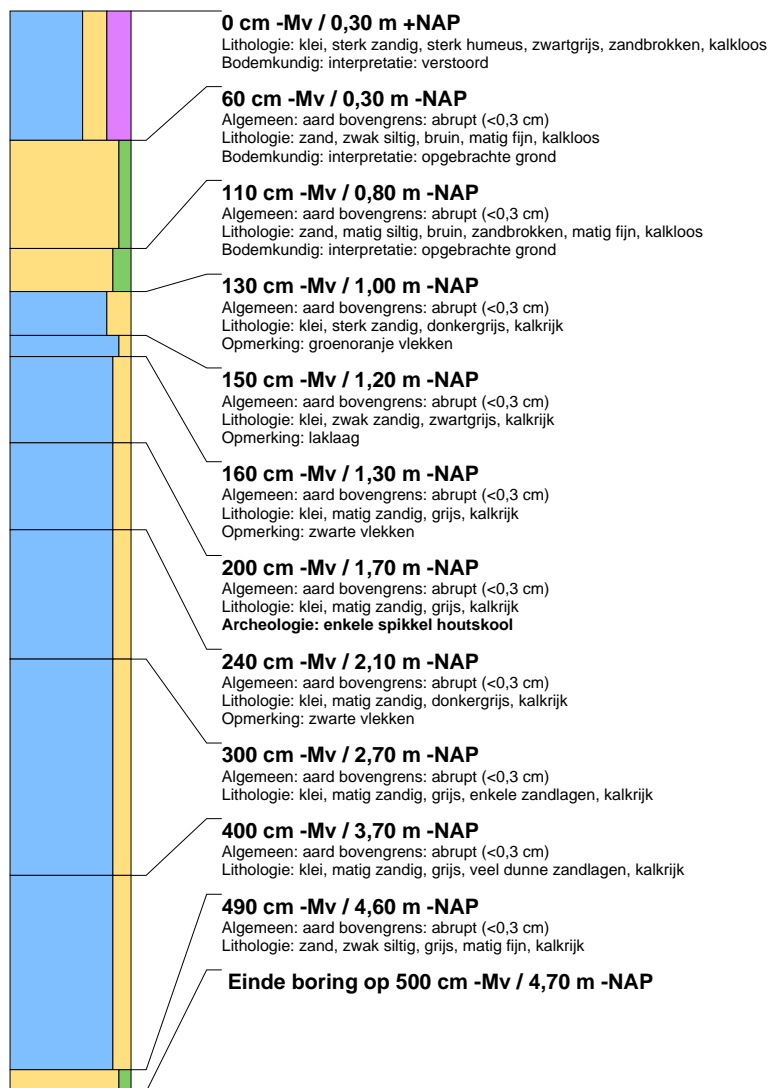 0 cm -Mv / 0,30 m +NAP
Lithologie: klei, sterk zandig, sterk humeus, zwartgrijs, zandbrokken, kalkloos
Bodemkundig: interpretatie: verstoord
60 cm -Mv / 0,30 m -NAP
Algemeen: aard bovengrens: abrupt (<0,3 cm)
Lithologie: zand, zwak siltig, bruin, matig fijn, kalkloos
Bodemkundig: interpretatie: opgebrachte grond
110 cm -Mv / 0,80 m -NAP
Algemeen: aard bovengrens: abrupt (<0,3 cm)
Lithologie: zand, matig siltig, bruin, zandbrokken, matig fijn, kalkloos
Bodemkundig: interpretatie: opgebrachte grond
130 cm -Mv / 1,00 m -NAP
Algemeen: aard bovengrens: abrupt (<0,3 cm)
Lithologie: klei, sterk zandig, donkergrijs, kalkrijk
Opmerking: groenoranje vlekken
150 cm -Mv / 1,20 m -NAP
Algemeen: aard bovengrens: abrupt (<0,3 cm)
Lithologie: klei, zwak zandig, zwartgrijs, kalkrijk
Opmerking: laklaag
160 cm -Mv / 1,30 m -NAP
Algemeen: aard bovengrens: abrupt (<0,3 cm)
Lithologie: klei, matig zandig, grijs, kalkrijk
Opmerking: zwarte vlekken
200 cm -Mv / 1,70 m -NAP
Algemeen: aard bovengrens: abrupt (<0,3 cm)
Lithologie: klei, matig zandig, grijs, kalkrijk
Archeologie: enkele spikkel houtskool
240 cm -Mv / 2,10 m -NAP
Algemeen: aard bovengrens: abrupt (<0,3 cm)
Lithologie: klei, matig zandig, donkergrijs, kalkrijk
Opmerking: zwarte vlekken
300 cm -Mv / 2,70 m -NAP
Algemeen: aard bovengrens: abrupt (<0,3 cm)
Lithologie: klei, matig zandig, grijs, enkele zandlagen, kalkrijk
400 cm -Mv / 3,70 m -NAP
Algemeen: aard bovengrens: abrupt (<0,3 cm)
Lithologie: klei, matig zandig, grijs, veel dunne zandlagen, kalkrijk
490 cm -Mv / 4,60 m -NAP
Algemeen: aard bovengrens: abrupt (<0,3 cm)
Lithologie: zand, zwak siltig, grijs, matig fijn, kalkrijk
Einde boring op 500 cm -Mv / 4,70 m -NAP